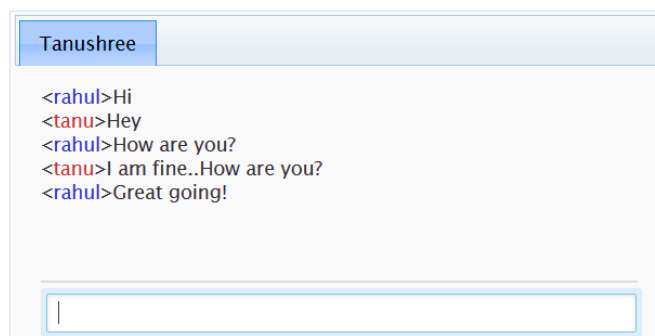 Tanushree
<rahul>Hi
<tanu>Hey
<rahul>How are you?
<tanu>I am fine..How are you?
<rahul>Great going!